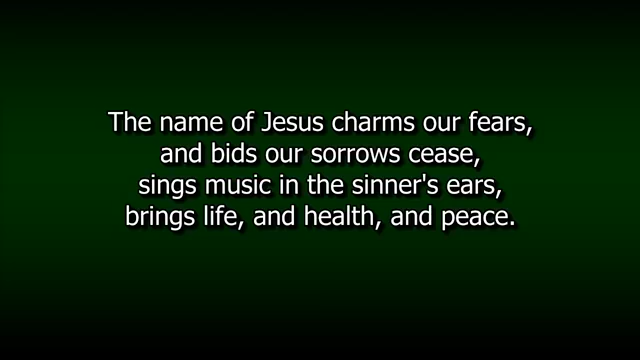 The name of Jesus charms our fears,
and bids our sorrows cease,
sings music in the sinner's ears,
brings life, and health, and peace.